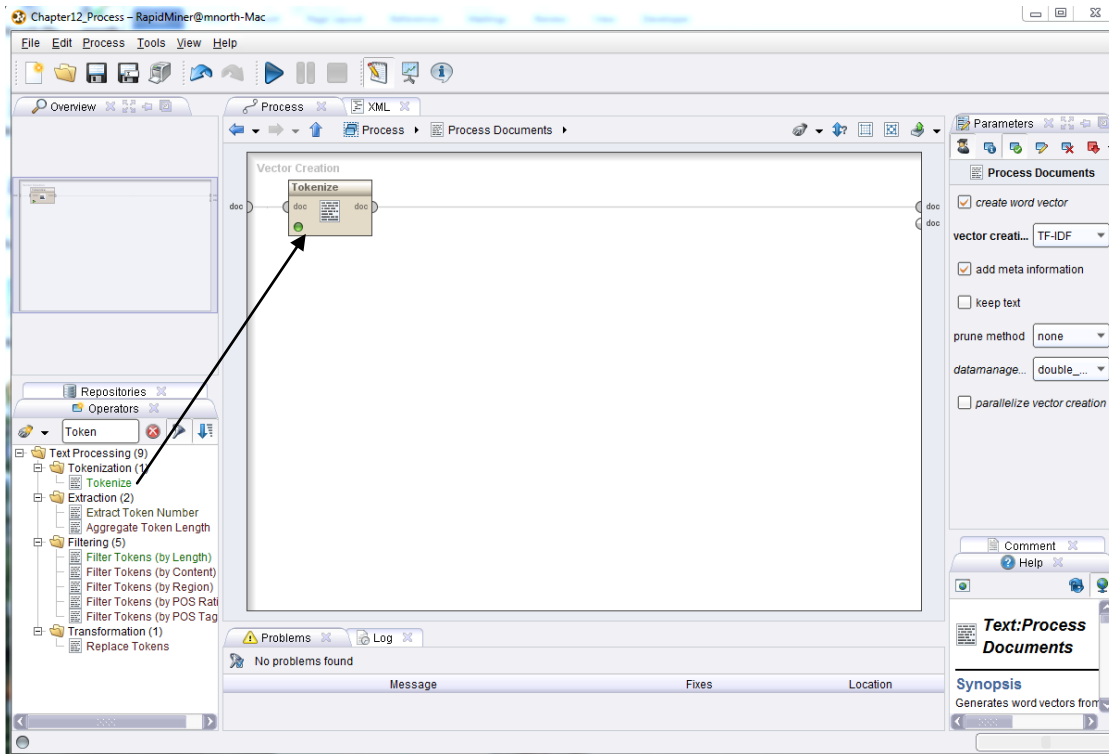 Chapter12_Process – RapidMiner@mnorth-Mac
File Edit Process Tools View Help
Overview
Process
XML
Process
Process Documents
Vector Creation
Tokenize
doc
doc
doc
doc
doc
Parameters
Process Documents
create word vector
vector creati...
TF-IDF
add meta information
keep text
prune method
none
datamanage...
double_...
parallelize vector creation
Repositories
Operators
Token
Text Processing (9)
Tokenization (1)
Tokenize
Extraction (2)
Extract Token Number
Aggregate Token Length
Filtering (5)
Filter Tokens (by Length)
Filter Tokens (by Content)
Filter Tokens (by Region)
Filter Tokens (by POS Rati
Filter Tokens (by POS Tag
Transformation (1)
Replace Tokens
Problems
Log
No problems found
Message
Fixes
Location
Comment
Help
Text:Process
Documents
Synopsis
Generates word vectors from